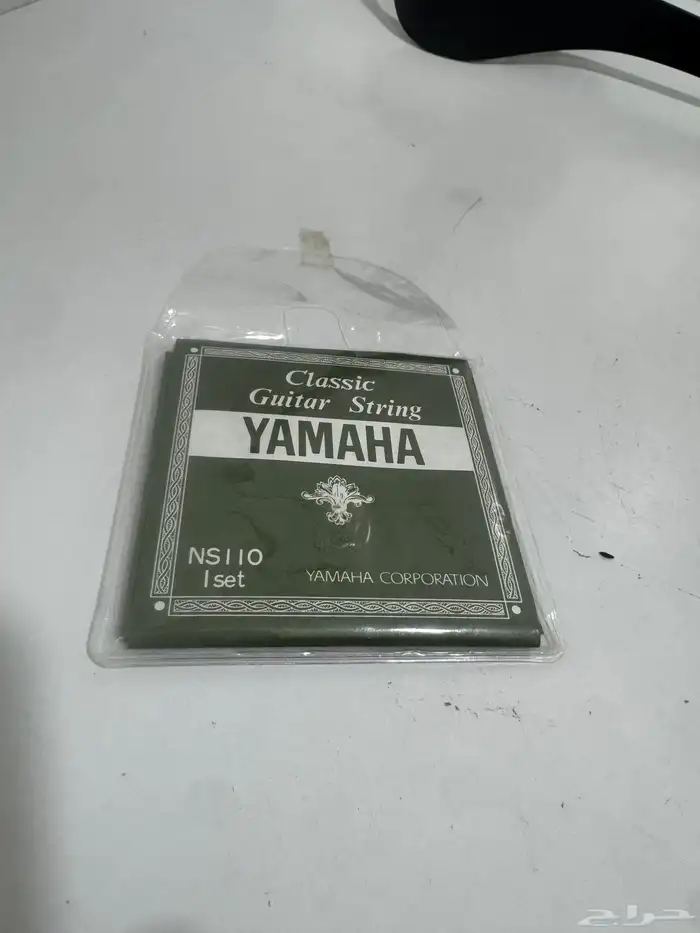 Classic
Guitar String
YAMAHA
NS110
1set
YAMAHA CORPORATION
حراج